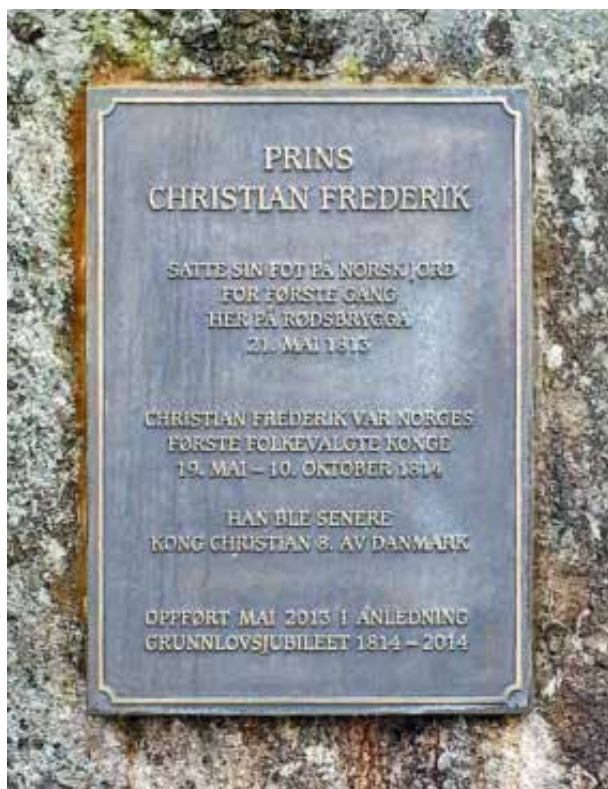 PRINS
CHRISTIAN FREDERIK
SATTE SIN FOT PÅ NORSK JORD
FOR FØRSTE GANG
HER PÅ RØDSBRYGGA
21. MAI 1813
CHRISTIAN FREDERIK VAR NORGES
FØRSTE FOLKEVALGTE KONGE
19. MAI – 10. OKTOBER 1814
HAN BLE SENERE
KONG CHRISTIAN 8. AV DANMARK
OPPFØRT MAI 2013 I ANLEDNING
GRUNNLOVSJUBILEET 1814 – 2014